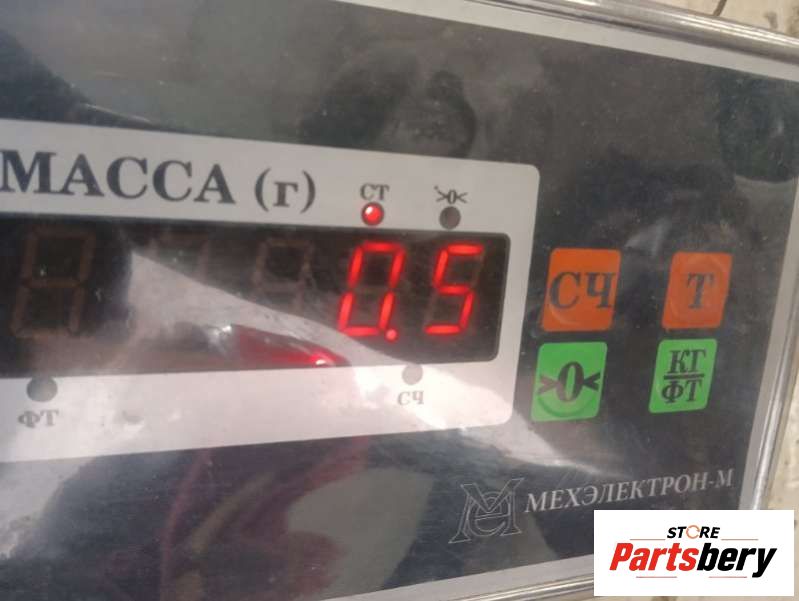 МАССА (г)
СТ
>0<
0.5
ФТ
СЧ
СЧ
Т
>0<
КГ
ФТ
МЕХЭЛЕКТРОН-М
STORE
Partsbery